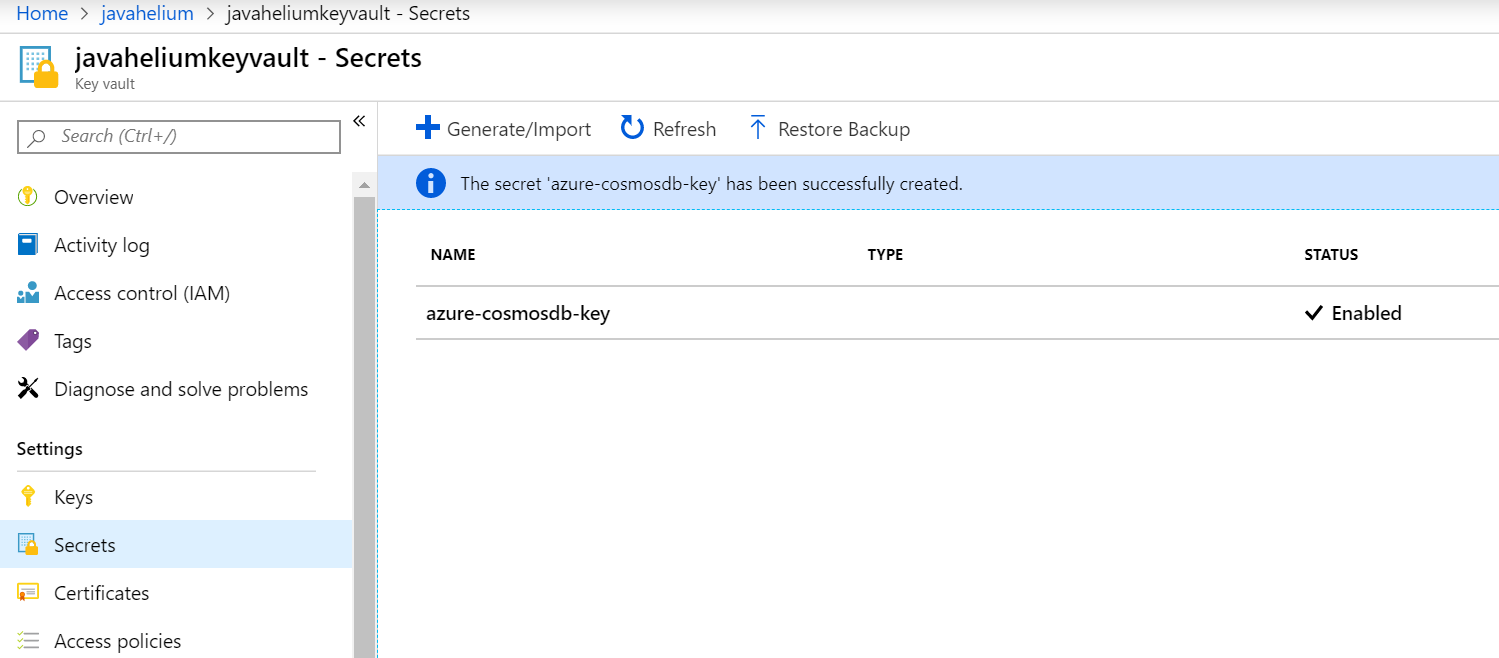 Home > javahelium > javaheliumkeyvault - Secrets
javaheliumkeyvault - Secrets
Key vault
Search (Ctrl+/)
«
Overview
Activity log
Access control (IAM)
Tags
Diagnose and solve problems
Settings
Keys
Secrets
Certificates
Access policies
Generate/Import Refresh Restore Backup
The secret 'azure-cosmosdb-key' has been successfully created.
NAME TYPE STATUS
azure-cosmosdb-key ✓ Enabled